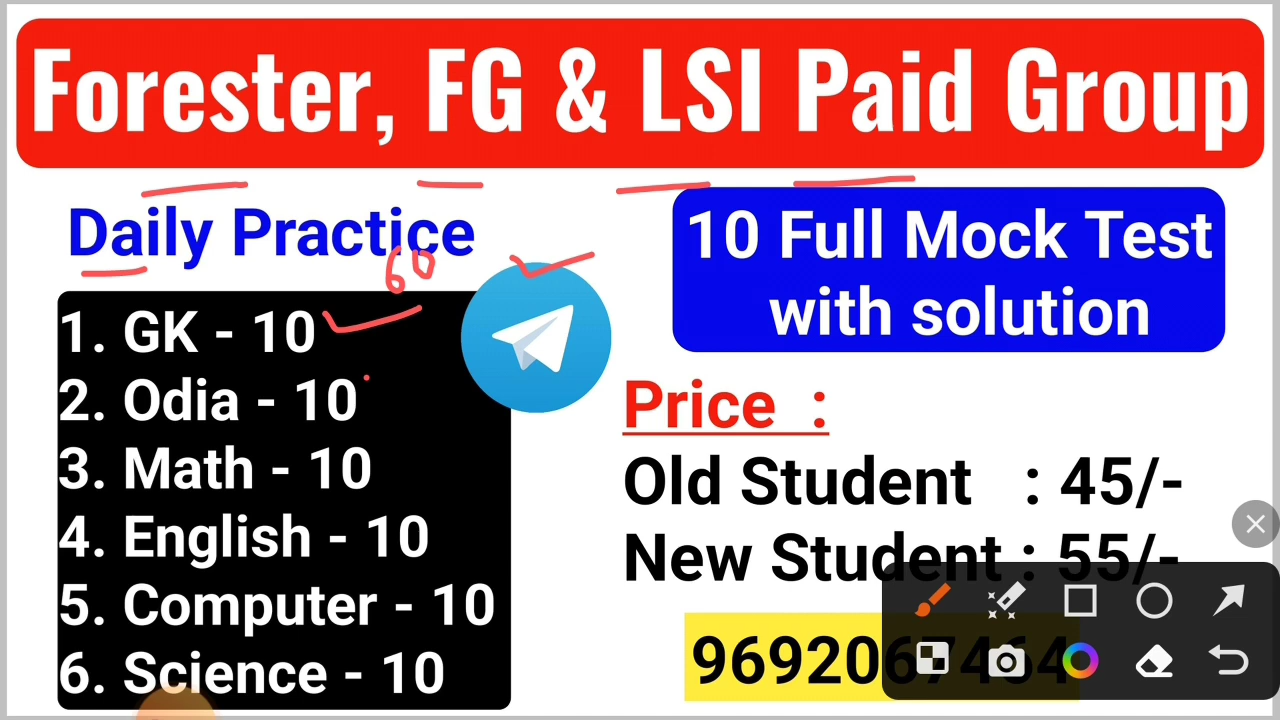 Forester, FG & LSI Paid Group
Daily Practice
60
1. GK - 10
2. Odia - 10
3. Math - 10
4. English - 10
5. Computer - 10
6. Science - 10
10 Full Mock Test
with solution
Price :
Old Student : 45/-
New Student : 55/-
9692067464